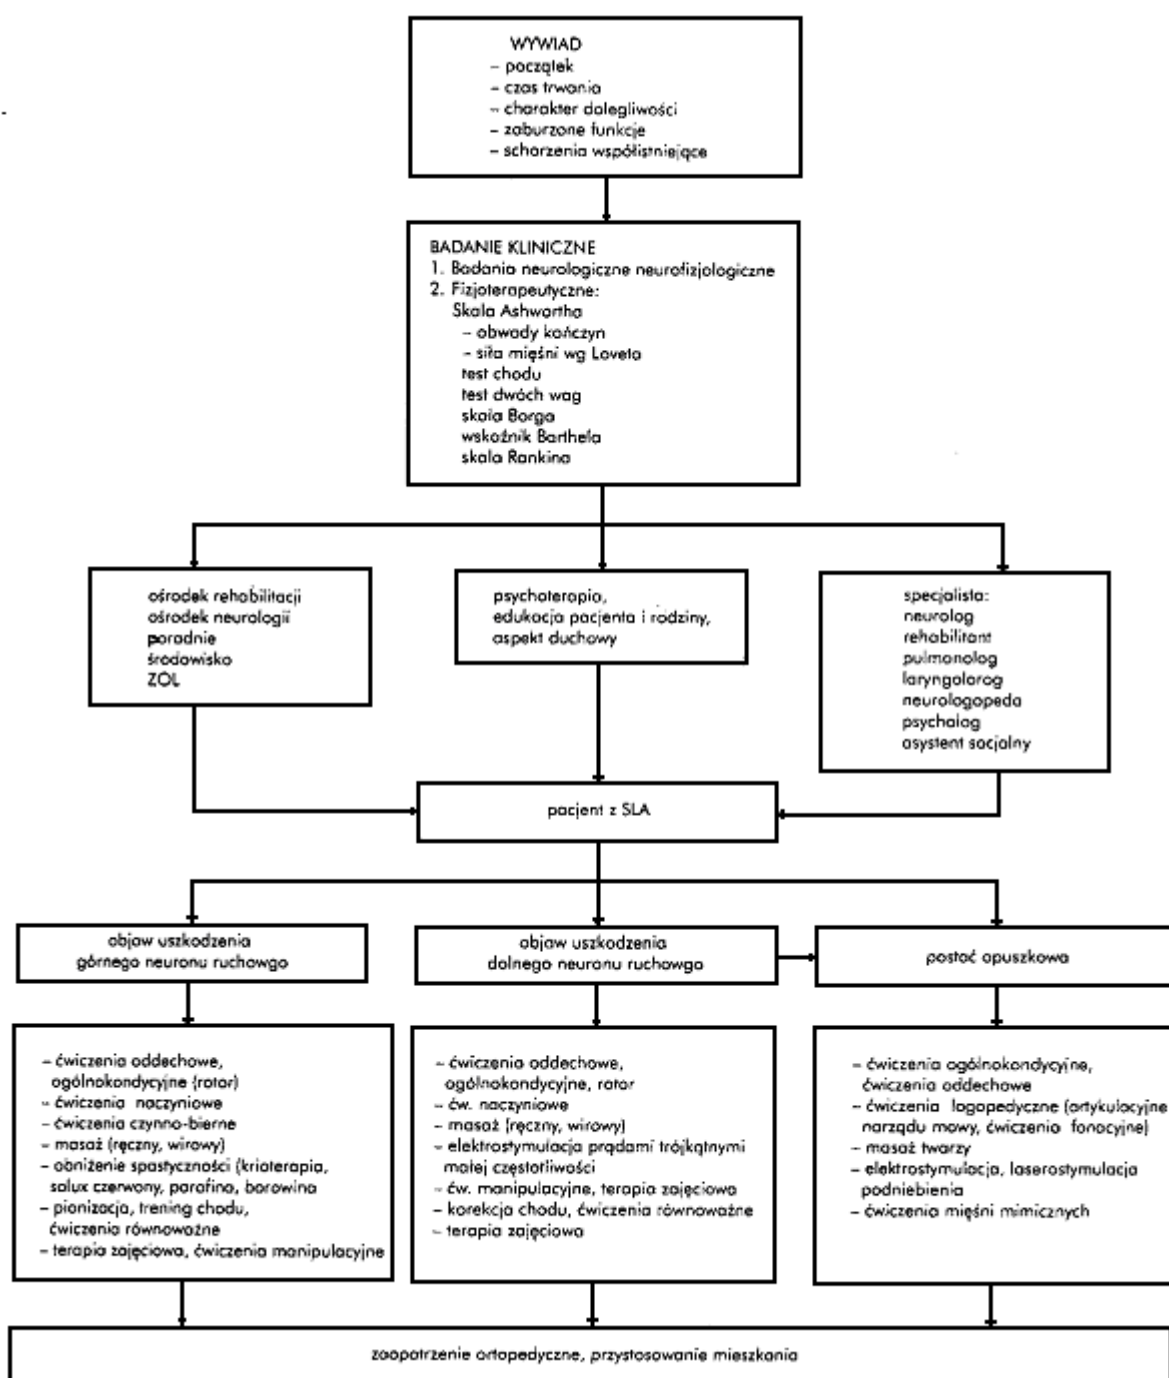 WYWIAD
– początek
– czas trwania
– charakter dolegliwości
– zaburzone funkcje
– schorzenia współistniejące
BADANIE KLINICZNE
1. Badania neurologiczne neurofizjologiczne
2. Fizjoterapeutyczne:
Skala Ashwortha
– obwody kończyn
– siła mięśni wg Loveta
test chodu
test dwóch wag
skala Borga
wskaźnik Barthela
skala Rankina
ośrodek rehabilitacji
ośrodek neurologii
poradnie
środowisko
ZOL
psychoterapia,
edukacja pacjenta i rodziny,
aspekt duchowy
specjalista:
neurolog
rehabilitant
pulmonolog
laryngolorog
neurologopeda
psycholog
asystent socjalny
pacjent z SLA
objaw uszkodzenia
górnego neuronu ruchowgo
objaw uszkodzenia
dolnego neuronu ruchowgo
postać opuszkowa
– ćwiczenia oddechowe,
ogólnokondycyjne (rotor)
– ćwiczenia naczyniowe
– ćwiczenia czynno-bierne
– masaż (ręczny, wirowy)
– obniżenie spastyczności (krioterapia,
solux czerwony, parafina, borowina
– pionizacja, trening chodu,
ćwiczenia równoważne
– terapia zajęciowa, ćwiczenia manipulacyjne
– ćwiczenia oddechowe,
ogólnokondycyjne, rotor
– ćw. naczyniowe
– masaż (ręczny, wirowy)
– elektrostymulacja prądami trójkątnymi
małej częstotliwości
– ćw. manipulacyjne, terapia zajęciowa
– korekcja chodu, ćwiczenia równoważne
– terapia zajęciowa
– ćwiczenia ogólnokondycyjne,
ćwiczenia oddechowe
– ćwiczenia logopedyczne (artykulacyjne
narządu mowy, ćwiczenia fonacyjne)
– masaż twarzy
– elektrostymulacja, laserostymulacja
podniebienia
– ćwiczenia mięśni mimicznych
zaopatrzenie ortopedyczne, przystosowanie mieszkania